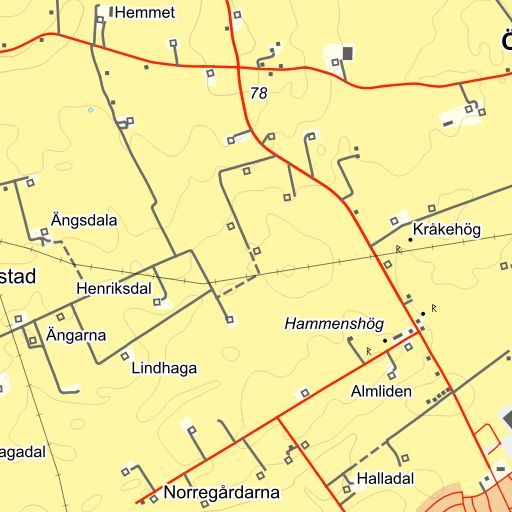 Hemmet
Ö
78
Ängsdala
Kråkehög
stad
Henriksdal
Hammenshög
Ängarna
Lindhaga
Almliden
agadal
Halladal
Norregårdarna
R
R
R